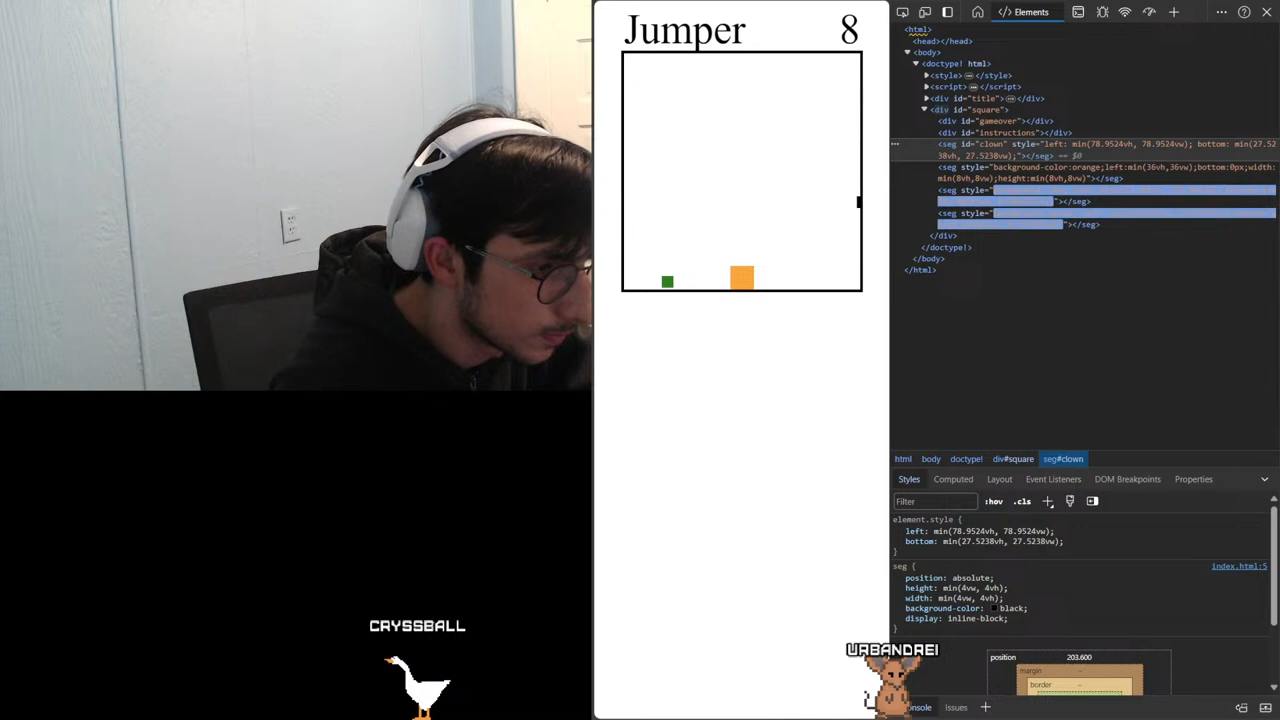 Jumper 8
Elements
<html>
<head></head>
<body>
<doctype! html>
<style></style>
<script></script>
<div id="title"></div>
<div id="square">
<div id="gameover"></div>
<div id="instructions"></div>
<seg id="clown" style="left: min(78.9524vh, 78.9524vw); bottom: min(27.52
38vh, 27.5238vw);"></seg> == $0
<seg style="background-color:orange;left:min(36vh,36vw);bottom:0px;width:
min(8vh,8vw);height:min(8vh,8vw)"></seg>
<seg style="
"></seg>
<seg style="
"></seg>
</div>
</doctype!>
</body>
</html>
html body doctype! div#square seg#clown
Styles Computed Layout Event Listeners DOM Breakpoints Properties
Filter :hov .cls
element.style {
left: min(78.9524vh, 78.9524vw);
bottom: min(27.5238vh, 27.5238vw);
}
seg { index.html:5
position: absolute;
height: min(4vw, 4vh);
width: min(4vw, 4vh);
background-color: black;
display: inline-block;
}
CRYSSBALL
URBANDREI
position 203.600
margin
border
onsole Issues